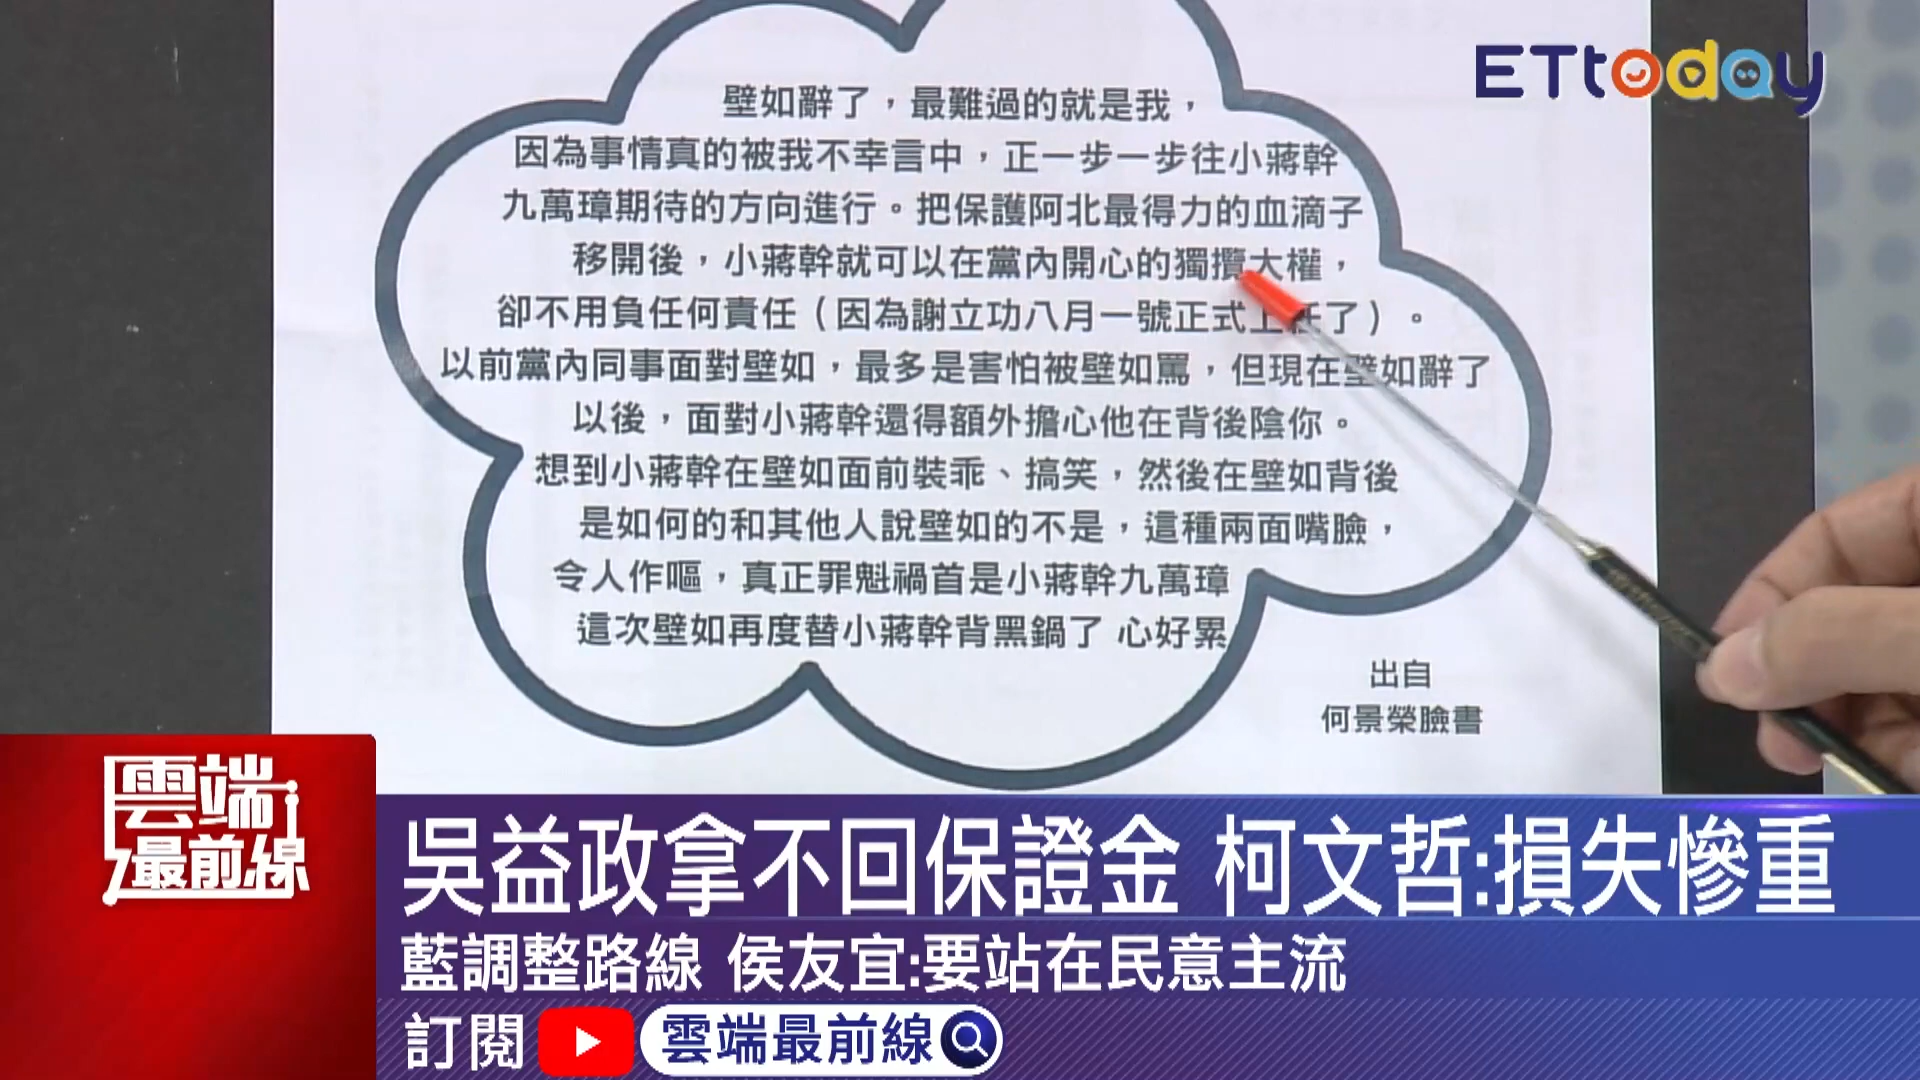 ETtoday
壁如辭了，最難過的就是我，
因為事情真的被我不幸言中，正一步一步往小蔣幹
九萬璋期待的方向進行。把保護阿北最得力的血滴子
移開後，小蔣幹就可以在黨內開心的獨攬大權，
卻不用負任何責任（因為謝立功八月一號正式上任了）。
以前黨內同事面對壁如，最多是害怕被壁如罵，但現在壁如辭了
以後，面對小蔣幹還得額外擔心他在背後陰你。
想到小蔣幹在壁如面前裝乖、搞笑，然後在壁如背後
是如何的和其他人說壁如的不是，這種兩面嘴臉，
令人作嘔，真正罪魁禍首是小蔣幹九萬璋
這次壁如再度替小蔣幹背黑鍋了 心好累
出自
何景榮臉書
雲端
最前線
吳益政拿不回保證金 柯文哲:損失慘重
藍調整路線 侯友宜:要站在民意主流
訂閱 雲端最前線